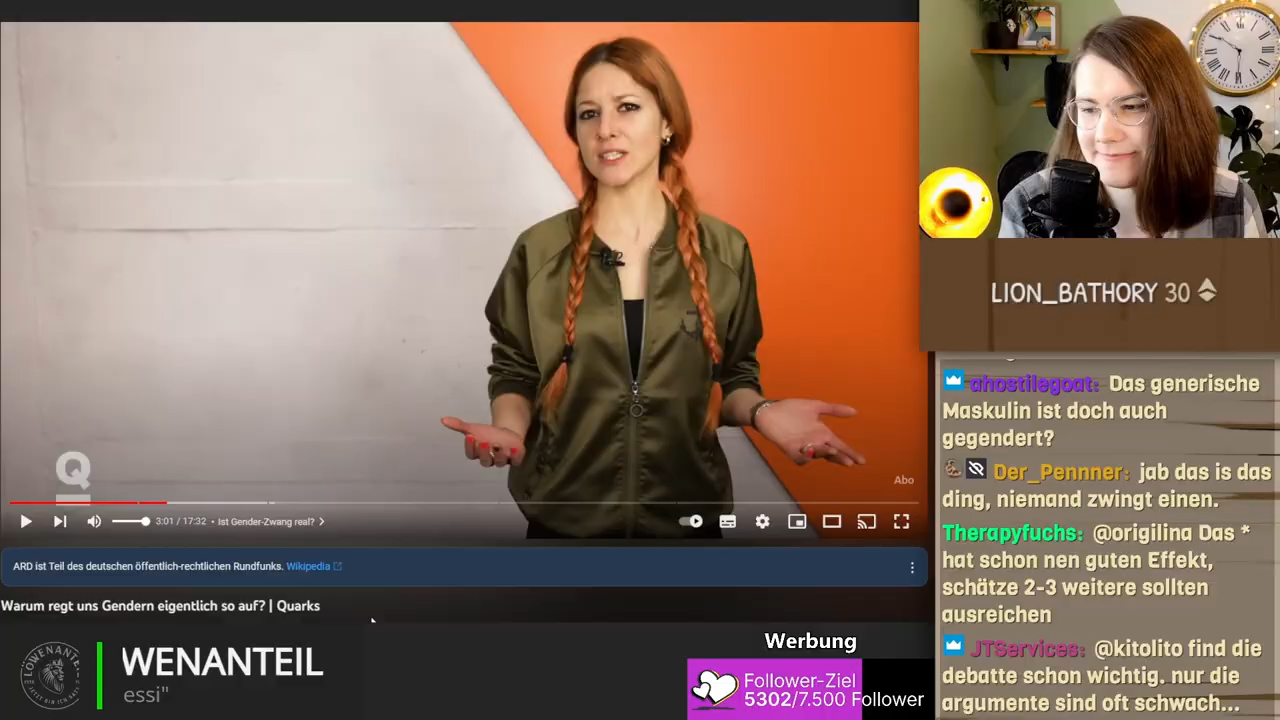 Q
Abo
3:01 / 17:32 • Ist Gender-Zwang real?
ARD ist Teil des deutschen öffentlich-rechtlichen Rundfunks. Wikipedia
Warum regt uns Gendern eigentlich so auf? | Quarks
LION_BATHORY 30
ahostilegoat: Das generische
Maskulin ist doch auch
gegendert?
Der_Pennner: jab das is das
ding, niemand zwingt einen.
Therapyfuchs: @origilina Das *
hat schon nen guten Effekt,
schätze 2-3 weitere sollten
ausreichen
JTServices: @kitolito find die
debatte schon wichtig. nur die
argumente sind oft schwach...
WENANTEIL
essi"
Werbung
Follower-Ziel
5302/7.500 Follower